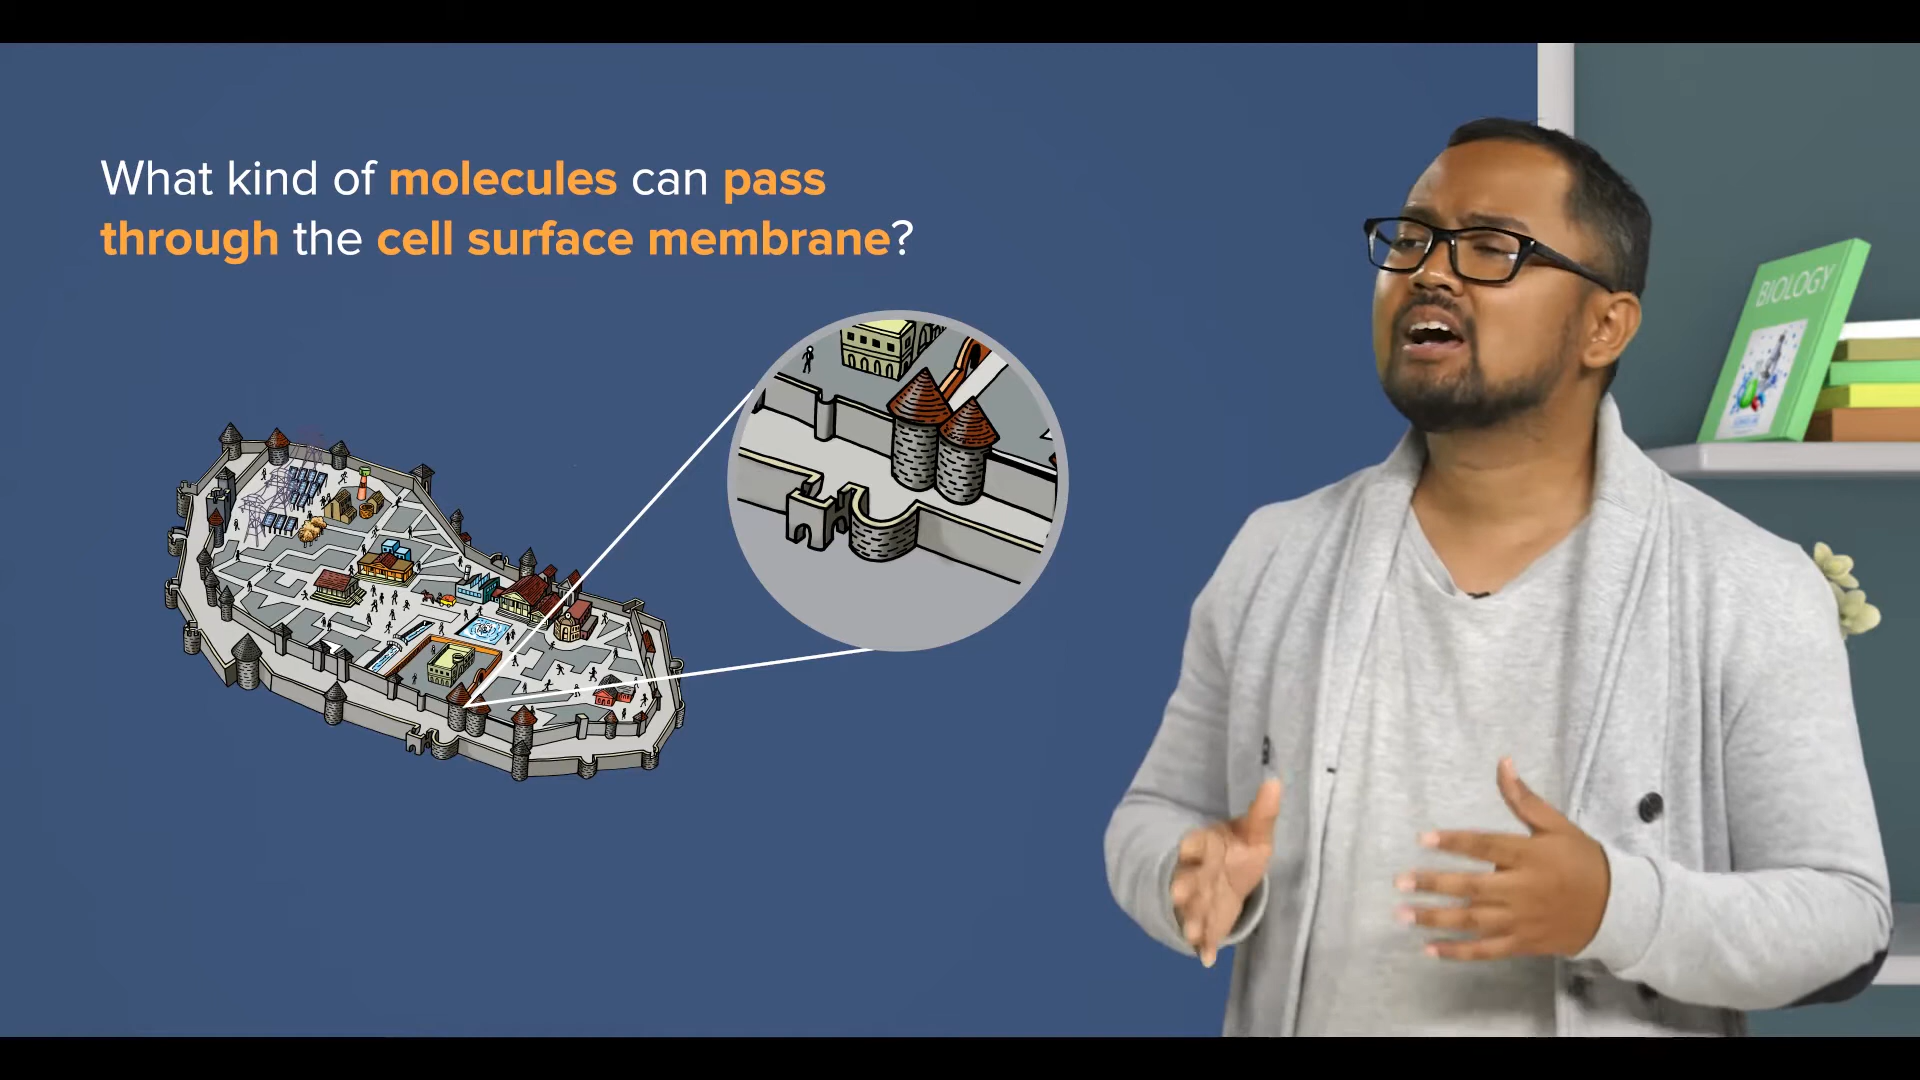 What kind of molecules can pass
through the cell surface membrane?
BIOLOGY